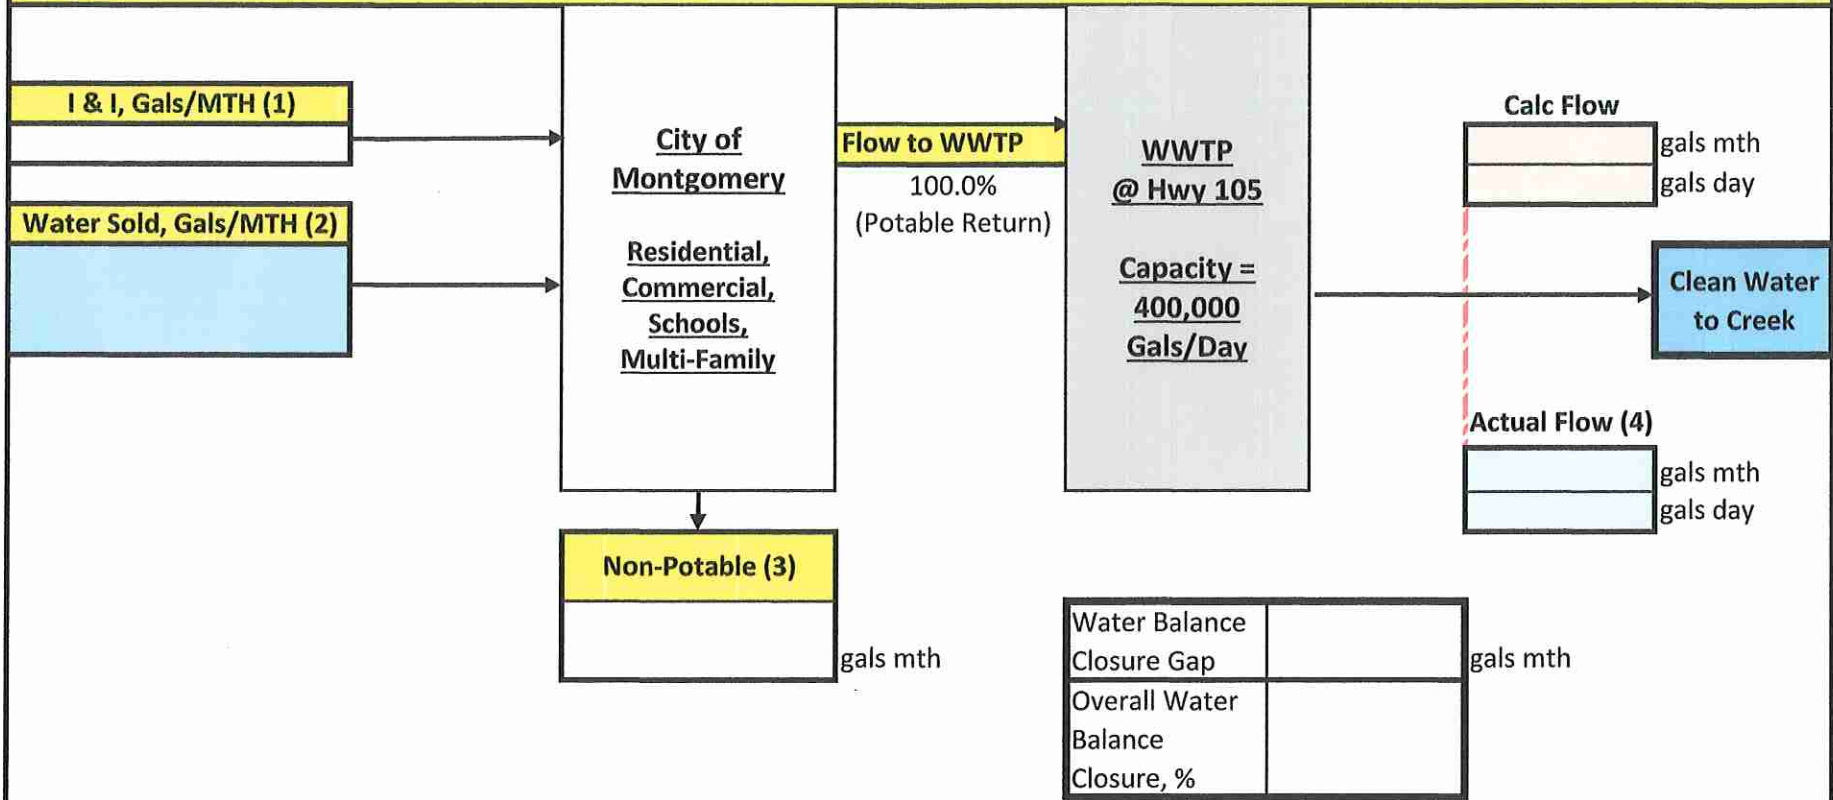 I & I, Gals/MTH (1)
Water Sold, Gals/MTH (2)
City of
Montgomery
Residential,
Commercial,
Schools,
Multi-Family
Flow to WWTP
100.0%
(Potable Return)
WWTP
@ Hwy 105
Capacity =
400,000
Gals/Day
Calc Flow
gals mth
gals day
Clean Water
to Creek
Actual Flow (4)
gals mth
gals day
Non-Potable (3)
gals mth
Water Balance
Closure Gap
gals mth
Overall Water
Balance
Closure, %